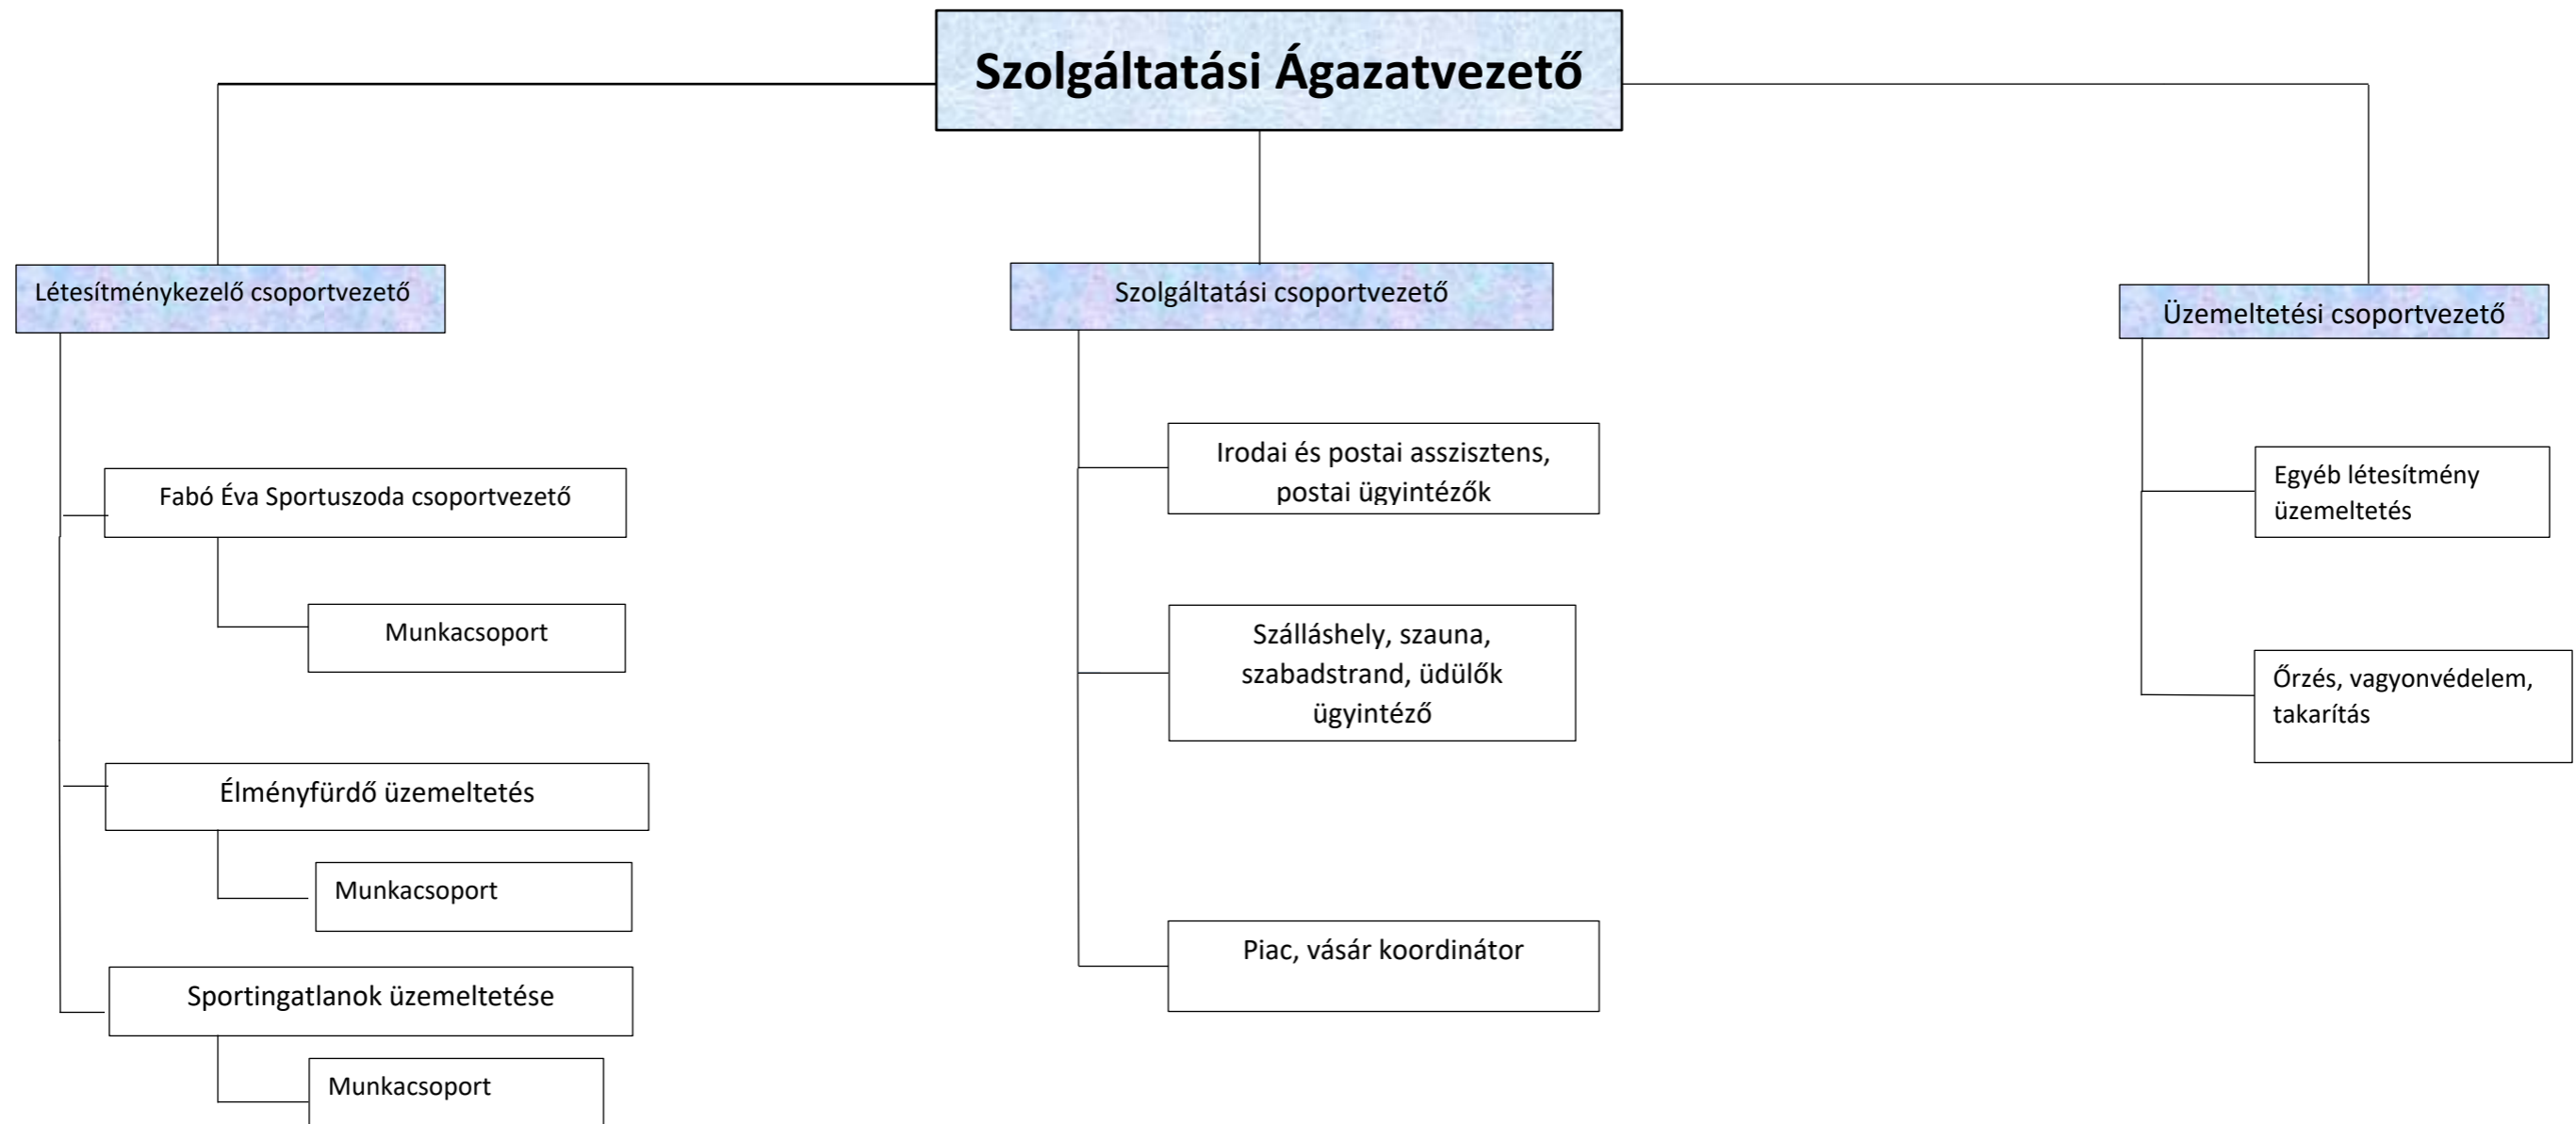 Szolgáltatási Ágazatvezető
Létesítménykezelő csoportvezető
Fabó Éva Sportuszoda csoportvezető
Munkacsoport
Élményfürdő üzemeltetés
Munkacsoport
Sportingatlanok üzemeltetése
Munkacsoport
Szolgáltatási csoportvezető
Irodai és postai asszisztens,
postai ügyintézők
Szálláshely, szauna,
szabadstrand, üdülők
ügyintéző
Piac, vásár koordinátor
Üzemeltetési csoportvezető
Egyéb létesítmény
üzemeltetés
Őrzés, vagyonvédelem,
takarítás